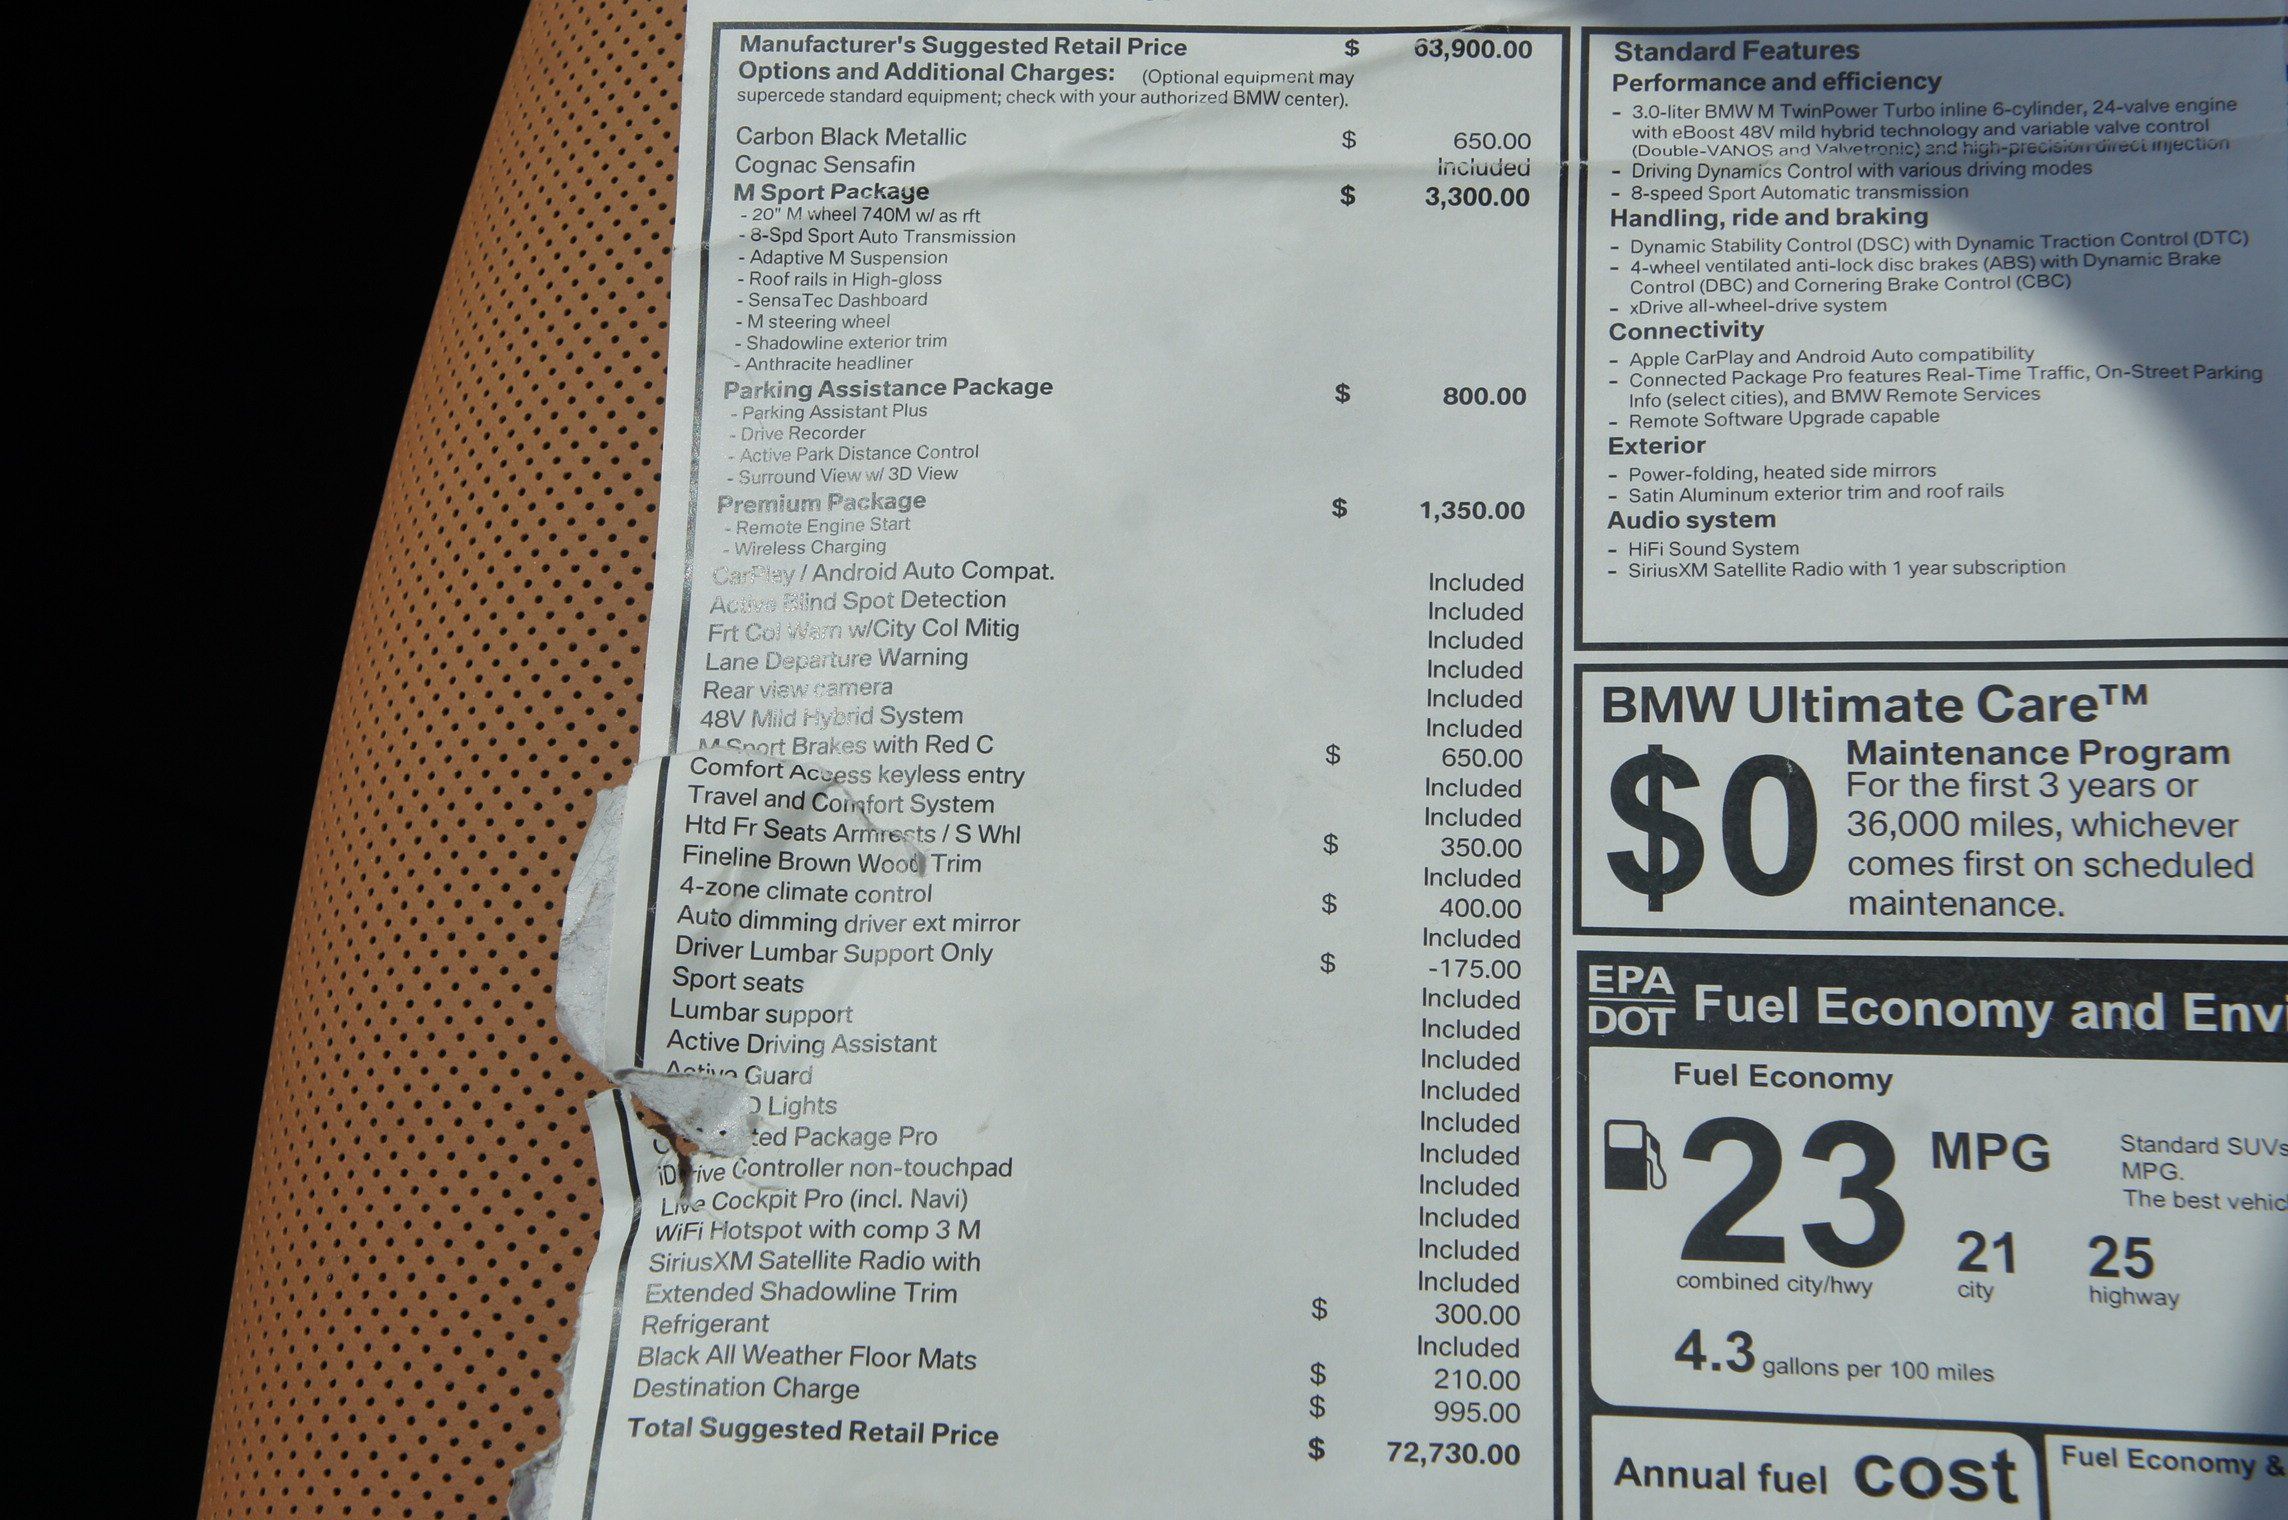 Manufacturer's Suggested Retail Price $ 63,900.00
Options and Additional Charges: (Optional equipment may
supercede standard equipment; check with your authorized BMW center).
Carbon Black Metallic $ 650.00
Cognac Sensafin Included
M Sport Package $ 3,300.00
- 20" M wheel 740M w/ as rft
- 8-Spd Sport Auto Transmission
- Adaptive M Suspension
- Roof rails in High-gloss
- SensaTec Dashboard
- M steering wheel
- Shadowline exterior trim
- Anthracite headliner
Parking Assistance Package $ 800.00
- Parking Assistant Plus
- Drive Recorder
- Active Park Distance Control
- Surround View w/ 3D View
Premium Package $ 1,350.00
- Remote Engine Start
- Wireless Charging
CarPlay / Android Auto Compat. Included
Active Blind Spot Detection Included
Frt Col Warn w/City Col Mitig Included
Lane Departure Warning Included
Rear view camera Included
48V Mild Hybrid System Included
M Sport Brakes with Red C $ 650.00
Comfort Access keyless entry Included
Travel and Comfort System Included
Htd Fr Seats Armrests / S Whl $ 350.00
Fineline Brown Wood Trim Included
4-zone climate control $ 400.00
Auto dimming driver ext mirror Included
Driver Lumbar Support Only $ -175.00
Sport seats Included
Lumbar support Included
Active Driving Assistant Included
Active Guard Included
Lights Included
Package Pro Included
iDrive Controller non-touchpad Included
Live Cockpit Pro (incl. Navi) Included
WiFi Hotspot with comp 3 M Included
SiriusXM Satellite Radio with Included
Extended Shadowline Trim $ 300.00
Refrigerant Included
Black All Weather Floor Mats $ 210.00
Destination Charge $ 995.00
Total Suggested Retail Price $ 72,730.00
Standard Features
Performance and efficiency
- 3.0-liter BMW M TwinPower Turbo inline 6-cylinder, 24-valve engine
with eBoost 48V mild hybrid technology and variable valve control
(Double-VANOS and Valvetronic) and high-precision direct injection
- Driving Dynamics Control with various driving modes
- 8-speed Sport Automatic transmission
Handling, ride and braking
- Dynamic Stability Control (DSC) with Dynamic Traction Control (DTC)
- 4-wheel ventilated anti-lock disc brakes (ABS) with Dynamic Brake
Control (DBC) and Cornering Brake Control (CBC)
- xDrive all-wheel-drive system
Connectivity
- Apple CarPlay and Android Auto compatibility
- Connected Package Pro features Real-Time Traffic, On-Street Parking
Info (select cities), and BMW Remote Services
- Remote Software Upgrade capable
Exterior
- Power-folding, heated side mirrors
- Satin Aluminum exterior trim and roof rails
Audio system
- HiFi Sound System
- SiriusXM Satellite Radio with 1 year subscription
BMW Ultimate Care™
$0
Maintenance Program
For the first 3 years or
36,000 miles, whichever
comes first on scheduled
maintenance.
EPA
DOT
Fuel Economy and Envi
Fuel Economy
23 MPG
combined city/hwy
21
city
25
highway
Standard SUVs
MPG.
The best vehic
4.3 gallons per 100 miles
Annual fuel cost
Fuel Economy &